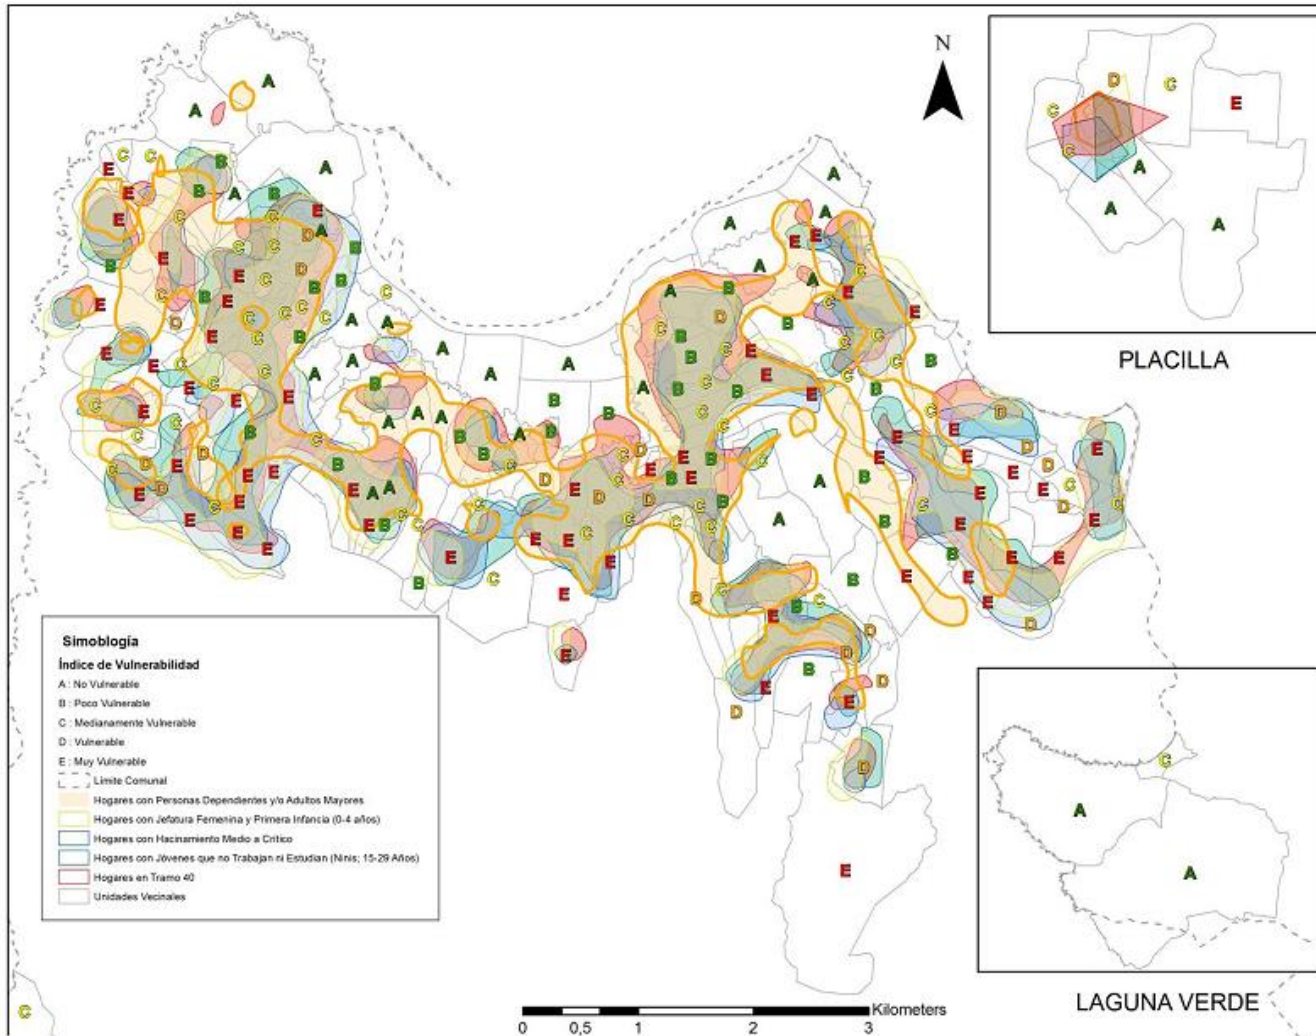 N
A
A
C C
E
E
B
B A B
A
E
C
C
E
D A
B
B
E
C C
D
E
C
B
B
C
E
C
B
E
C
C
C
C
D
A
A
E
E
C
B
E
C
A
A
E
C
E
C
E
E
C
E
C
C
B
C
D
D
E
C
E
E
D
E
E
E
C
E
E
B
A
A
A
B
C
B
E
A A
E
B
C
C
A
A
A
B
B
A
B
B
C
D
E
C
D
D
E
D
C
C
E
E
E
E
C
B
C
E
E
A
A
A
A
E E
A
A
B
D
C
B
B
C
B
B
C
C
E
E
E
B
E
E
B
B
C
C
C
C
B
C
E
C
C
C
C
E
B
B
C
A
A
B
B
B
E
E
E
C
D
E
D
E
D
E
E
C
D
E
C
E
E
B
E
E
E
E
E
D
D
C
B
C
E
D
D
B
D
E
E
D
D
E
C
D
C
C
C
E
A
A
A
PLACILLA
C
A
A
LAGUNA VERDE
Simoblogía
Índice de Vulnerabilidad
A : No Vulnerable
B : Poco Vulnerable
C : Medianamente Vulnerable
D : Vulnerable
E : Muy Vulnerable
Límite Comunal
Hogares con Personas Dependientes y/o Adultos Mayores
Hogares con Jefatura Femenina y Primera Infancia (0-4 años)
Hogares con Hacinamiento Medio a Crítico
Hogares con Jóvenes que no Trabajan ni Estudian (Ninis; 15-29 Años)
Hogares en Tramo 40
Unidades Vecinales
C
Kilometers
0 0,5 1 2 3